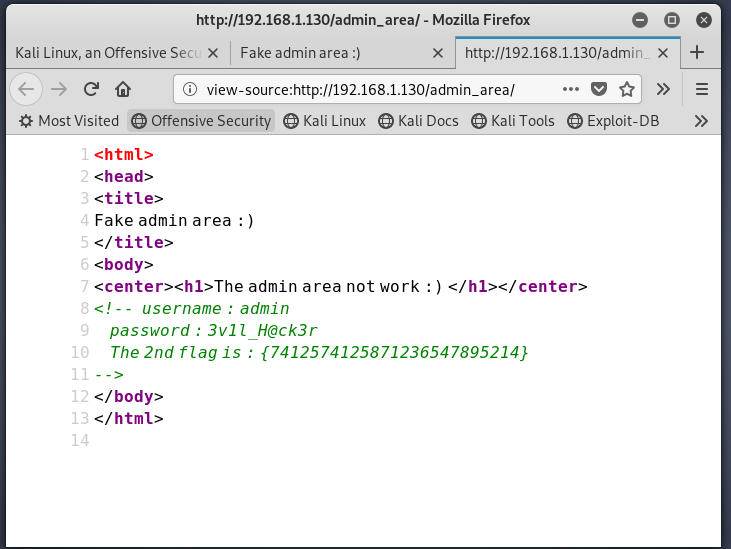 http://192.168.1.130/admin_area/ - Mozilla Firefox
Kali Linux, an Offensive Secu
Fake admin area :)
http://192.168.1.130/admin_
view-source:http://192.168.1.130/admin_area/
Most Visited Offensive Security Kali Linux Kali Docs Kali Tools Exploit-DB
1 <html>
2 <head>
3 <title>
4 Fake admin area :)
5 </title>
6 <body>
7 <center><h1>The admin area not work :) </h1></center>
8 <!-- username : admin
9 password : 3v1l_H@ck3r
10 The 2nd flag is : {7412574125871236547895214}
11 -->
12 </body>
13 </html>
14